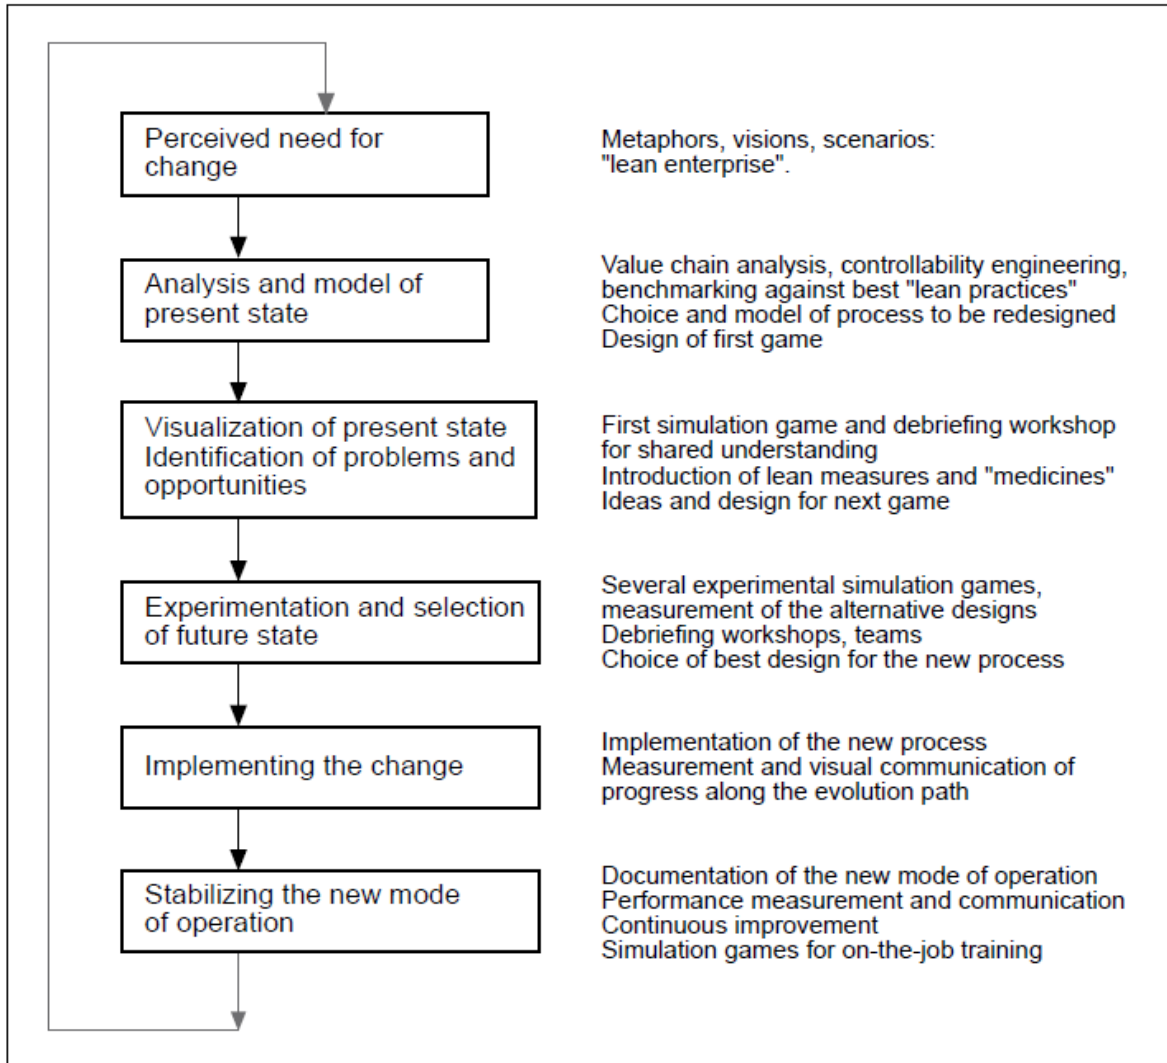 Perceived need for
change
Metaphors, visions, scenarios:
"lean enterprise".
Analysis and model of
present state
Value chain analysis, controllability engineering,
benchmarking against best "lean practices"
Choice and model of process to be redesigned
Design of first game
Visualization of present state
Identification of problems and
opportunities
First simulation game and debriefing workshop
for shared understanding
Introduction of lean measures and "medicines"
Ideas and design for next game
Experimentation and selection
of future state
Several experimental simulation games,
measurement of the alternative designs
Debriefing workshops, teams
Choice of best design for the new process
Implementing the change
Implementation of the new process
Measurement and visual communication of
progress along the evolution path
Stabilizing the new mode
of operation
Documentation of the new mode of operation
Performance measurement and communication
Continuous improvement
Simulation games for on-the-job training